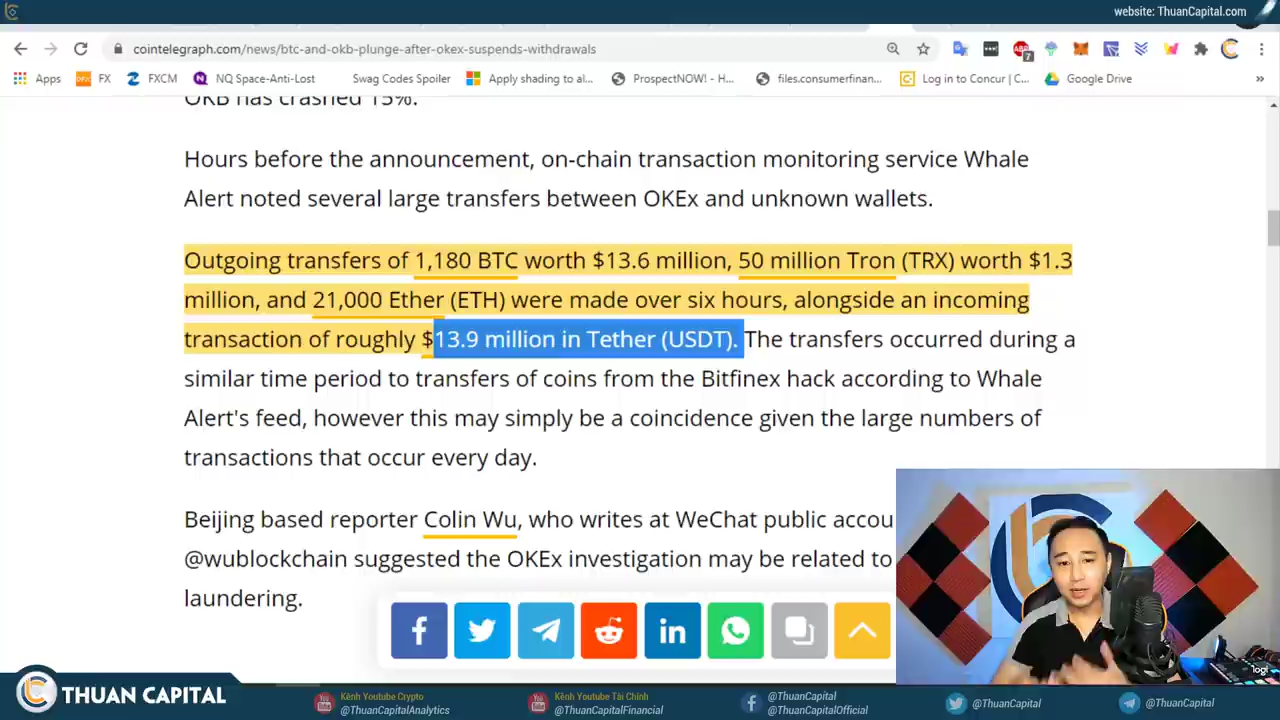 website: ThuanCapital.com
cointelegraph.com/news/btc-and-okb-plunge-after-okex-suspends-withdrawals
7
Apps
DFX FX
FXCM
NQ Space-Anti-Lost
Swag Codes Spoiler
Apply shading to al...
ProspectNOW! - H...
files.consumerfinan...
Log in to Concur | C...
Google Drive
»
OKB has crashed 15%.
Hours before the announcement, on-chain transaction monitoring service Whale
Alert noted several large transfers between OKEx and unknown wallets.
Outgoing transfers of 1,180 BTC worth $13.6 million, 50 million Tron (TRX) worth $1.3
million, and 21,000 Ether (ETH) were made over six hours, alongside an incoming
transaction of roughly $13.9 million in Tether (USDT). The transfers occurred during a
similar time period to transfers of coins from the Bitfinex hack according to Whale
Alert's feed, however this may simply be a coincidence given the large numbers of
transactions that occur every day.
Beijing based reporter Colin Wu, who writes at WeChat public accou
@wublockchain suggested the OKEx investigation may be related to
laundering.
logi
THUAN CAPITAL
Kênh Youtube Crypto
@ThuanCapitalAnalytics
Kênh Youtube Tài Chính
@ThuanCapitalFinancial
@ThuanCapital
@ThuanCapitalOfficial
@ThuanCapital
@ThuanCapital